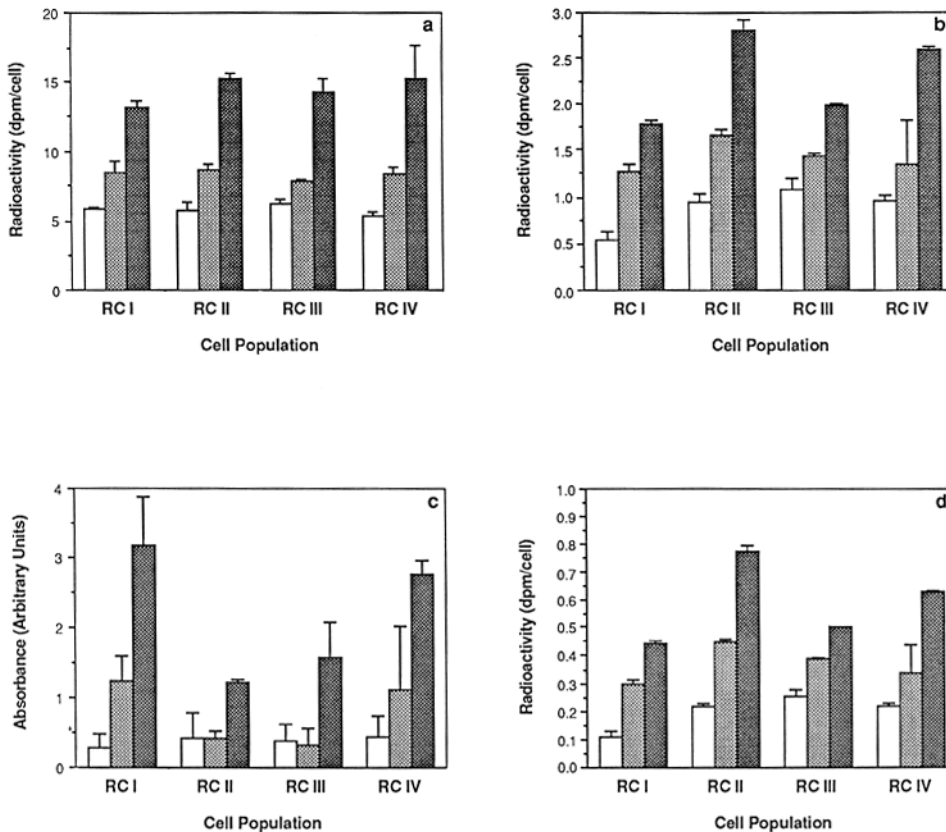 a
20
15
10
5
0
Radioactivity (dpm/cell)
RC I RC II RC III RC IV
Cell Population
b
3.0
2.5
2.0
1.5
1.0
0.5
0.0
Radioactivity (dpm/cell)
RC I RC II RC III RC IV
Cell Population
c
4
3
2
1
0
Absorbance (Arbitrary Units)
RC I RC II RC III RC IV
Cell Population
d
1.0
0.9
0.8
0.7
0.6
0.5
0.4
0.3
0.2
0.1
0.0
Radioactivity (dpm/cell)
RC I RC II RC III RC IV
Cell Population